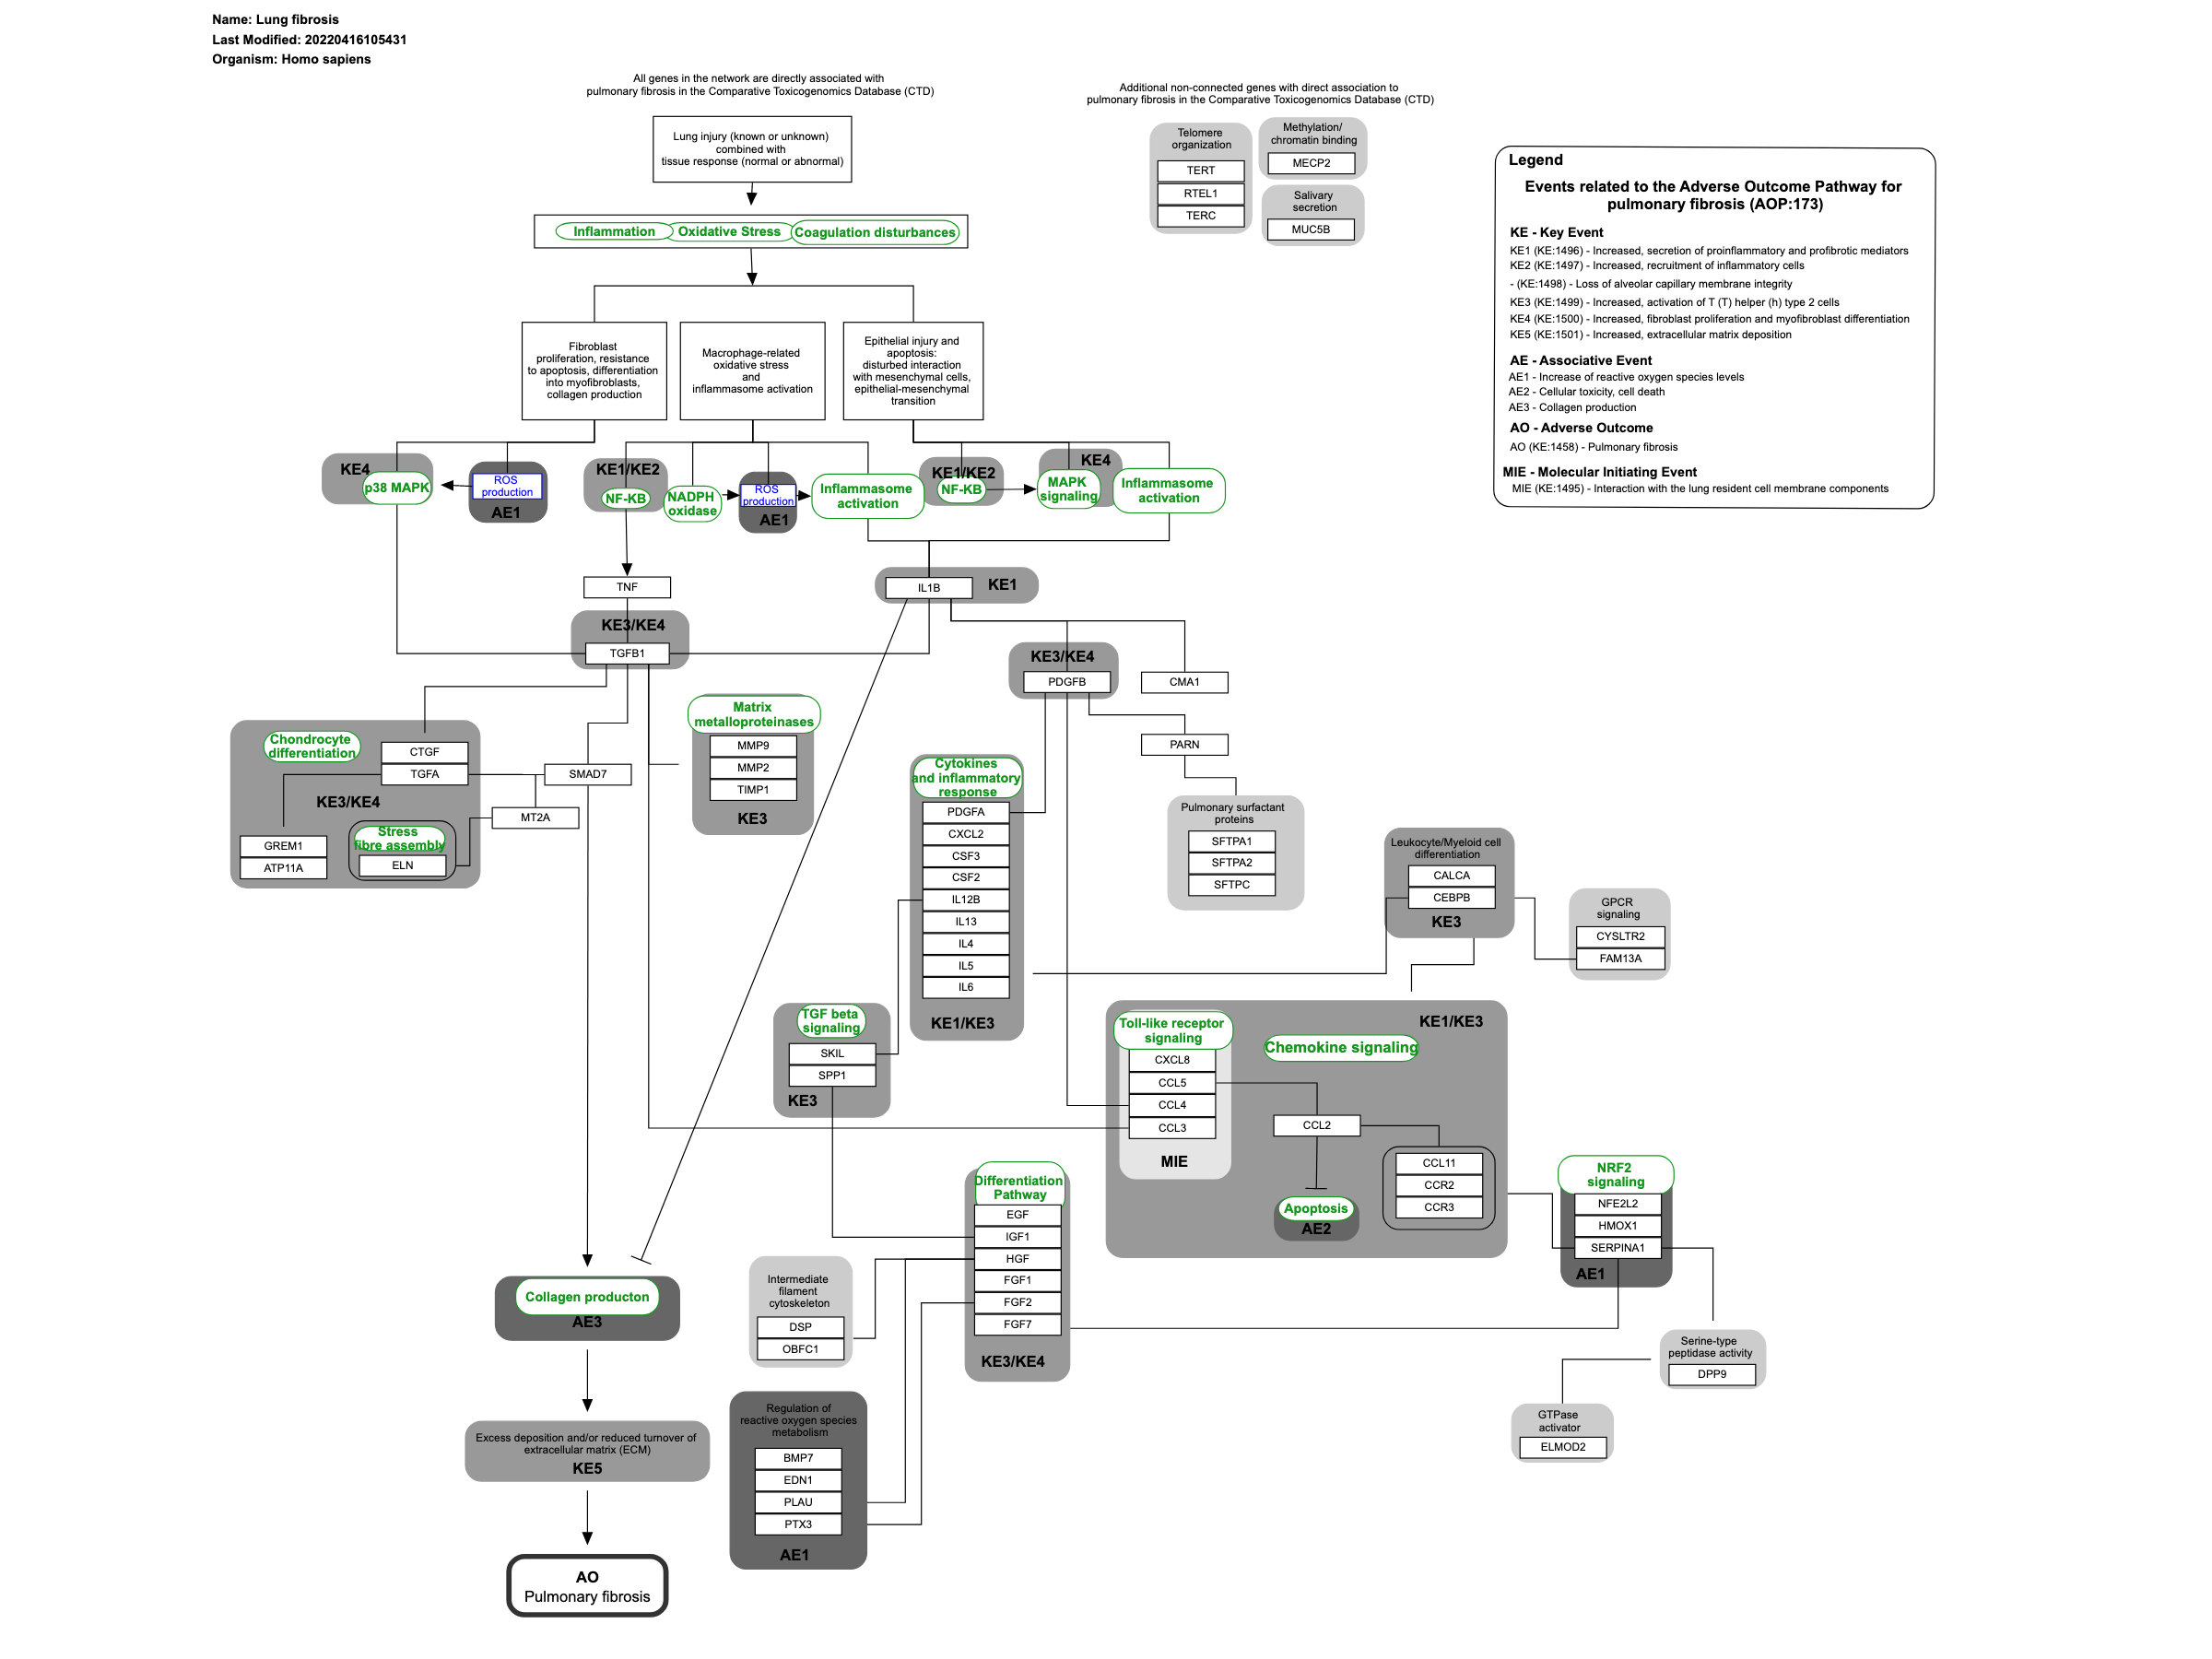 Name: Lung fibrosis
Last Modified: 20220416105431
Organism: Homo sapiens
All genes in the network are directly associated with
pulmonary fibrosis in the Comparative Toxicogenomics Database (CTD)
Additional non-connected genes with direct association to
pulmonary fibrosis in the Comparative Toxicogenomics Database (CTD)
Lung injury (known or unknown)
combined with
tissue response (normal or abnormal)
Telomere
organization
TERT
RTEL1
TERC
Methylation/
chromatin binding
MECP2
Salivary
secretion
MUC5B
Legend
Events related to the Adverse Outcome Pathway for
pulmonary fibrosis (AOP:173)
KE - Key Event
KE1 (KE:1496) - Increased, secretion of proinflammatory and profibrotic mediators
KE2 (KE:1497) - Increased, recruitment of inflammatory cells
- (KE:1498) - Loss of alveolar capillary membrane integrity
KE3 (KE:1499) - Increased, activation of T (T) helper (h) type 2 cells
KE4 (KE:1500) - Increased, fibroblast proliferation and myofibroblast differentiation
KE5 (KE:1501) - Increased, extracellular matrix deposition
AE - Associative Event
AE1 - Increase of reactive oxygen species levels
AE2 - Cellular toxicity, cell death
AE3 - Collagen production
AO - Adverse Outcome
AO (KE:1458) - Pulmonary fibrosis
MIE - Molecular Initiating Event
MIE (KE:1495) - Interaction with the lung resident cell membrane components
Inflammation
Oxidative Stress
Coagulation disturbances
Fibroblast
proliferation, resistance
to apoptosis, differentiation
into myofibroblasts,
collagen production
Macrophage-related
oxidative stress
and
inflammasome activation
Epithelial injury and
apoptosis:
disturbed interaction
with mesenchymal cells,
epithelial-mesenchymal
transition
KE4
p38 MAPK
ROS
production
AE1
KE1/KE2
NF-KB
NADPH
oxidase
ROS
production
AE1
Inflammasome
activation
KE1/KE2
NF-KB
KE4
MAPK
signaling
Inflammasome
activation
TNF
IL1B
KE1
KE3/KE4
TGFB1
KE3/KE4
PDGFB
CMA1
Matrix
metalloproteinases
MMP9
MMP2
TIMP1
KE3
Chondrocyte
differentiation
CTGF
TGFA
KE3/KE4
SMAD7
MT2A
Stress
fibre assembly
ELN
GREM1
ATP11A
PARN
Cytokines
and inflammatory
response
PDGFA
CXCL2
CSF3
CSF2
IL12B
IL13
IL4
IL5
IL6
KE1/KE3
Pulmonary surfactant
proteins
SFTPA1
SFTPA2
SFTPC
Leukocyte/Myeloid cell
differentiation
CALCA
CEBPB
KE3
GPCR
signaling
CYSLTR2
FAM13A
TGF beta
signaling
SKIL
SPP1
KE3
KE1/KE3
Toll-like receptor
signaling
CXCL8
CCL5
CCL4
CCL3
MIE
Chemokine signaling
CCL2
CCL11
CCR2
CCR3
Apoptosis
AE2
NRF2
signaling
NFE2L2
HMOX1
SERPINA1
AE1
Differentiation
Pathway
EGF
IGF1
HGF
FGF1
FGF2
FGF7
KE3/KE4
Intermediate
filament
cytoskeleton
DSP
OBFC1
Collagen producton
AE3
Serine-type
peptidase activity
DPP9
GTPase
activator
ELMOD2
Regulation of
reactive oxygen species
metabolism
BMP7
EDN1
PLAU
PTX3
AE1
Excess deposition and/or reduced turnover of
extracellular matrix (ECM)
KE5
AO
Pulmonary fibrosis